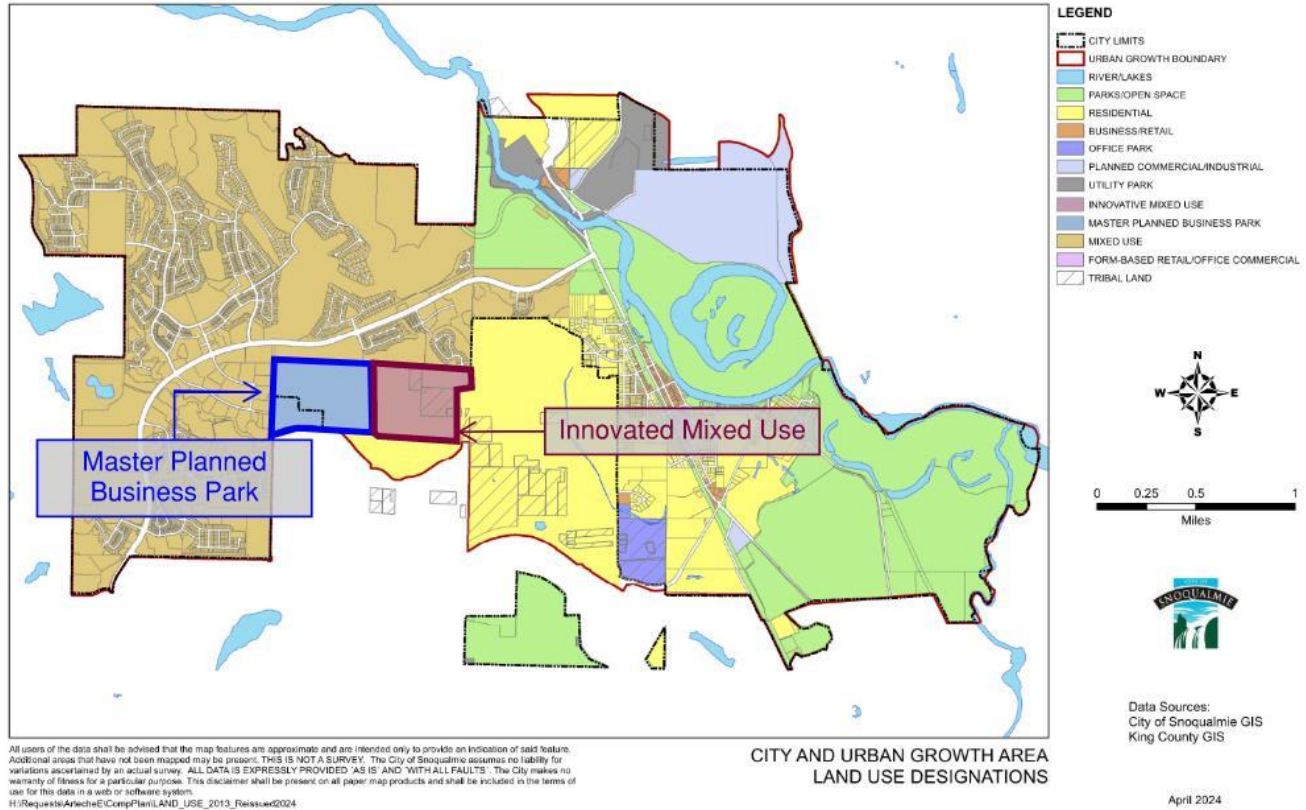 LEGEND
CITY LIMITS
URBAN GROWTH BOUNDARY
RIVER/LAKES
PARKS/OPEN SPACE
RESIDENTIAL
BUSINESS/RETAIL
OFFICE PARK
PLANNED COMMERCIAL/INDUSTRIAL
UTILITY PARK
INNOVATIVE MIXED USE
MASTER PLANNED BUSINESS PARK
MIXED USE
FORM-BASED RETAIL/OFFICE COMMERCIAL
TRIBAL LAND
Master Planned
Business Park
Innovated Mixed Use
N
W E
S
0 0.25 0.5 1
Miles
CITY OF
SNOQUALMIE
Data Sources:
City of Snoqualmie GIS
King County GIS
April 2024
CITY AND URBAN GROWTH AREA
LAND USE DESIGNATIONS
All users of the data shall be advised that the map features are approximate and are intended only to provide an indication of said feature.
Additional areas that have not been mapped may be present. THIS IS NOT A SURVEY. The City of Snoqualmie assumes no liability for
variations ascertained by an actual survey. ALL DATA IS EXPRESSLY PROVIDED 'AS IS' AND 'WITH ALL FAULTS'. The City makes no
warranty of fitness for a particular purpose. This disclaimer shall be present on all paper map products and shall be included in the terms of
use for this data in a web or software system.
H:\Requests\ArtecheE\CompPlan\LAND_USE_2013_Reissued2024